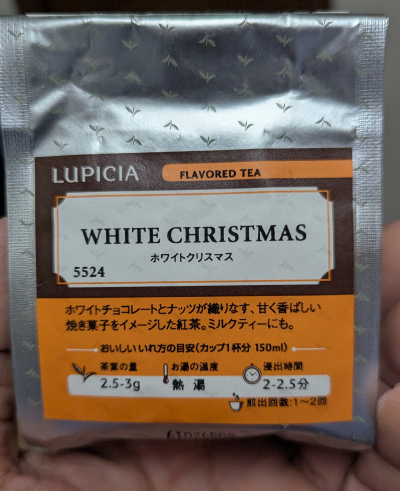 LUPICIA
FLAVORED TEA
WHITE CHRISTMAS
ホワイトクリスマス
5524
ホワイトチョコレートとナッツが織りなす、甘く香ばしい
焼き菓子をイメージした紅茶。ミルクティーにも。
おいしいいれ方の目安(カップ1杯分 150ml)
茶葉の量
2.5-3g
お湯の温度
熱湯
浸出時間
2-2.5分
煎出回数:1〜2回